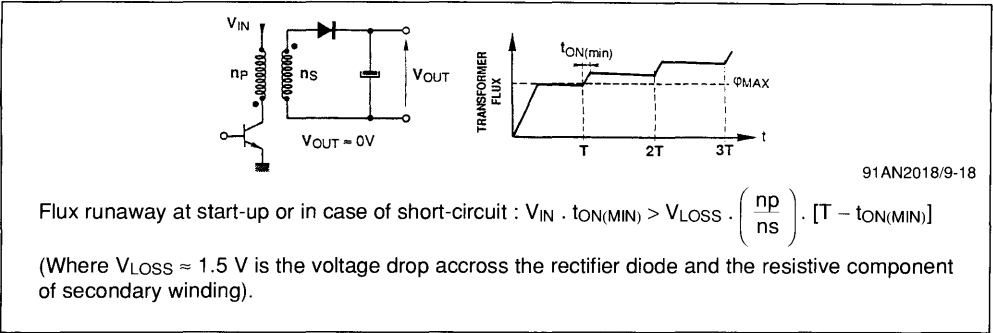 VIN
nP
nS
VOUT
VOUT ≈ 0V
TRANSFORMER
FLUX
tON(min)
φMAX
t
T
2T
3T
91AN2018/9-18
Flux runaway at start-up or in case of short-circuit : VIN . tON(MIN) > VLOSS . ( np / ns ) . [T – tON(MIN)]
(Where VLOSS ≈ 1.5 V is the voltage drop accross the rectifier diode and the resistive component
of secondary winding).